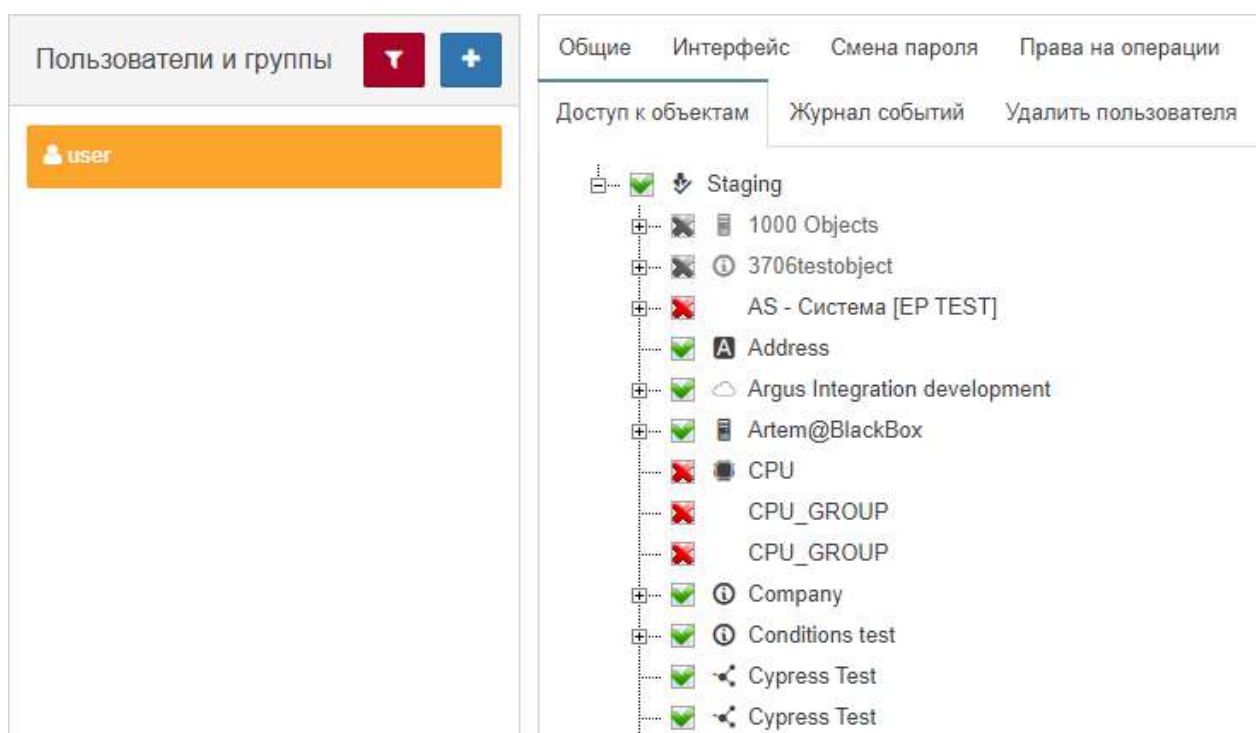 Пользователи и группы
user
Общие Интерфейс Смена пароля Права на операции
Доступ к объектам Журнал событий Удалить пользователя
Staging
1000 Objects
3706testobject
AS - Система [EP TEST]
Address
Argus Integration development
Artem@BlackBox
CPU
CPU_GROUP
CPU_GROUP
Company
Conditions test
Cypress Test
Cypress Test